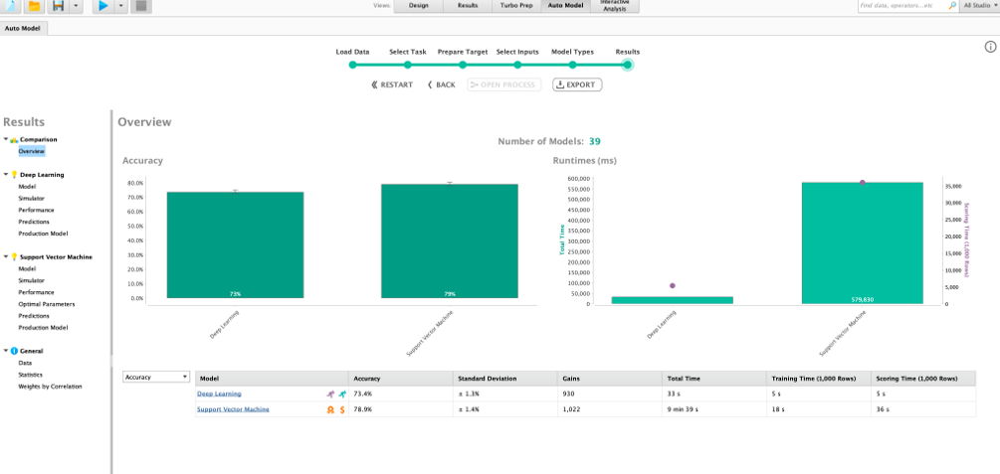 Views: Design Results Turbo Prep Auto Model Interactive Analysis
Find data, operators...etc All Studio
Auto Model
Load Data Select Task Prepare Target Select Inputs Model Types Results
RESTART BACK OPEN PROCESS EXPORT
Results
Comparison
Overview
Deep Learning
Model
Simulator
Performance
Predictions
Production Model
Support Vector Machine
Model
Simulator
Performance
Optimal Parameters
Predictions
Production Model
General
Data
Statistics
Weights by Correlation
Overview
Number of Models: 39
Accuracy
80.0%
70.0%
60.0%
50.0%
40.0%
30.0%
20.0%
10.0%
0.0%
73%
79%
Deep Learning
Support Vector Machine
Runtimes (ms)
Total Time
600,000
550,000
500,000
450,000
400,000
350,000
300,000
250,000
200,000
150,000
100,000
50,000
0
579,830
Deep Learning
Support Vector Machine
35,000
30,000
25,000
20,000
15,000
10,000
5,000
0
Scoring Time (1,000 Rows)
Accuracy
Model Accuracy Standard Deviation Gains Total Time Training Time (1,000 Rows) Scoring Time (1,000 Rows)
Deep Learning 73.4% ± 1.3% 930 33 s 5 s 5 s
Support Vector Machine 78.9% ± 1.4% 1,022 9 min 39 s 18 s 36 s